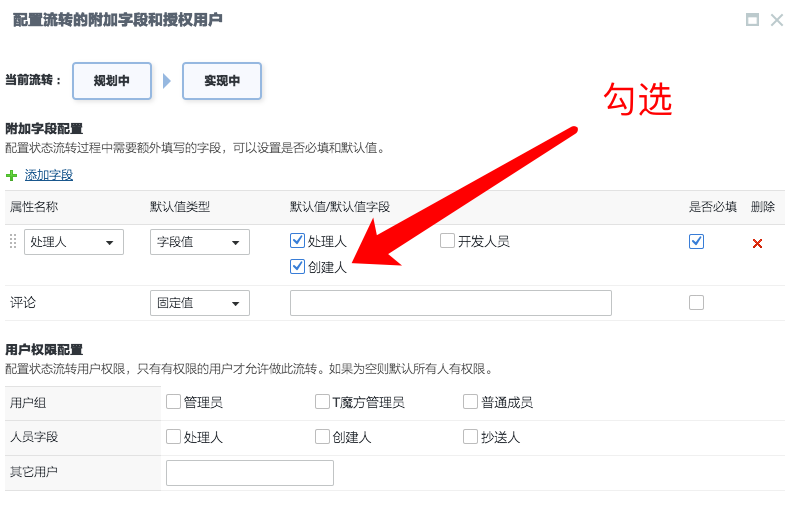 配置流转的附加字段和授权用户
当前流转： 规划中 实现中
勾选
附加字段配置
配置状态流转过程中需要额外填写的字段，可以设置是否必填和默认值。
添加字段
属性名称 默认值类型 默认值/默认值字段 是否必填 删除
处理人 字段值 处理人 开发人员
创建人
评论 固定值
用户权限配置
配置状态流转用户权限，只有有权限的用户才允许做此流转。如果为空则默认所有人有权限。
用户组 管理员 T魔方管理员 普通成员
人员字段 处理人 创建人 抄送人
其它用户